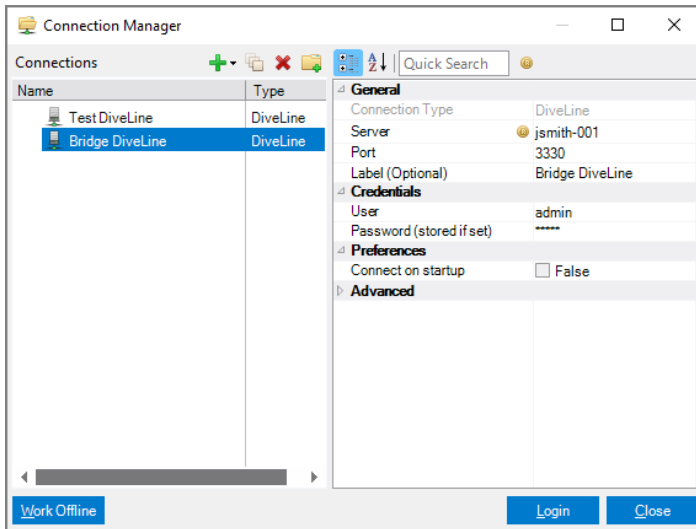 Connection Manager
Connections
Quick Search
Name Type
Test DiveLine DiveLine
Bridge DiveLine DiveLine
General
Connection Type DiveLine
Server jsmith-001
Port 3330
Label (Optional) Bridge DiveLine
Credentials
User admin
Password (stored if set) *****
Preferences
Connect on startup False
Advanced
Work Offline
Login
Close